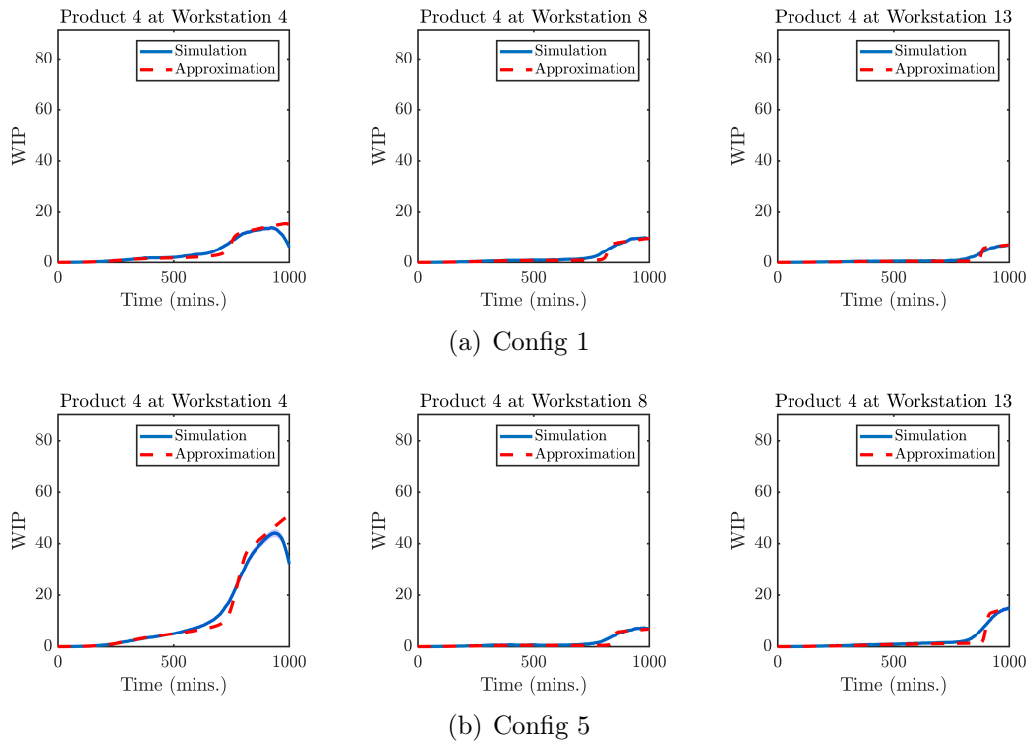 Product 4 at Workstation 4
80
60
40
20
0
WIP
Simulation
Approximation
0
500
1000
Time (mins.)
Product 4 at Workstation 8
80
60
40
20
0
WIP
Simulation
Approximation
0
500
1000
Time (mins.)
Product 4 at Workstation 13
80
60
40
20
0
WIP
Simulation
Approximation
0
500
1000
Time (mins.)
(a) Config 1
Product 4 at Workstation 4
80
60
40
20
0
WIP
Simulation
Approximation
0
500
1000
Time (mins.)
Product 4 at Workstation 8
80
60
40
20
0
WIP
Simulation
Approximation
0
500
1000
Time (mins.)
Product 4 at Workstation 13
80
60
40
20
0
WIP
Simulation
Approximation
0
500
1000
Time (mins.)
(b) Config 5